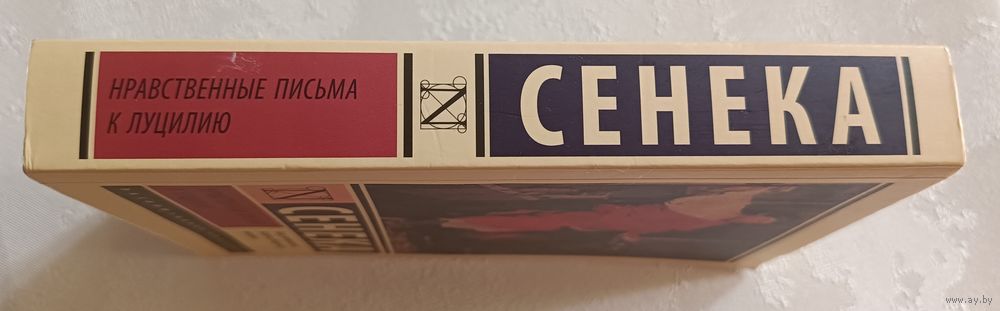 НРАВСТВЕННЫЕ ПИСЬМА
К ЛУЦИЛИЮ
СЕНЕКА
СЕНЕКА
www.ay.by